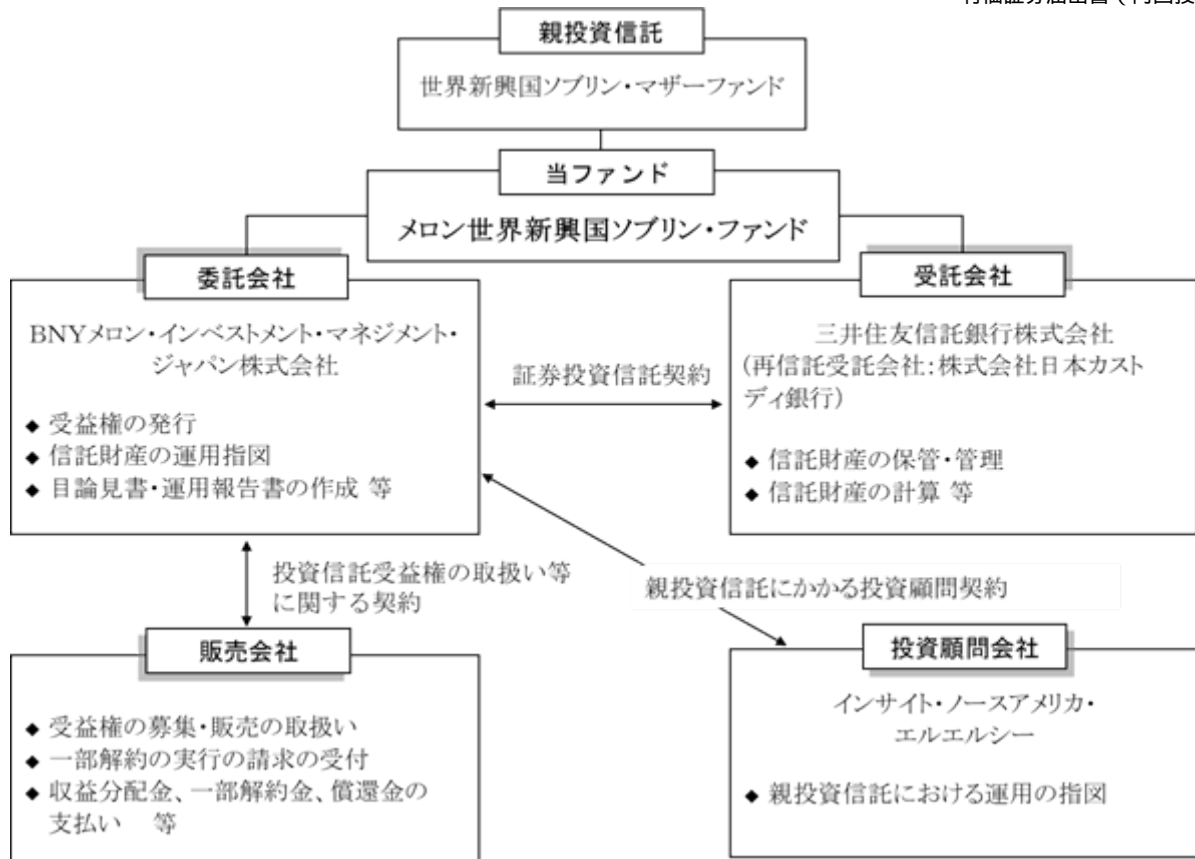 親投資信託
世界新興国ソブリン・マザーファンド
当ファンド
メロン世界新興国ソブリン・ファンド
委託会社
BNYメロン・インベストメント・マネジメント・
ジャパン株式会社
◆ 受益権の発行
◆ 信託財産の運用指図
◆ 目論見書・運用報告書の作成 等
証券投資信託契約
受託会社
三井住友信託銀行株式会社
(再信託受託会社:株式会社日本カスト
ディ銀行)
◆ 信託財産の保管・管理
◆ 信託財産の計算 等
投資信託受益権の取扱い等
に関する契約
親投資信託にかかる投資顧問契約
販売会社
◆ 受益権の募集・販売の取扱い
◆ 一部解約の実行の請求の受付
◆ 収益分配金、一部解約金、償還金の
支払い 等
投資顧問会社
インサイト・ノースアメリカ・
エルエルシー
◆ 親投資信託における運用の指図